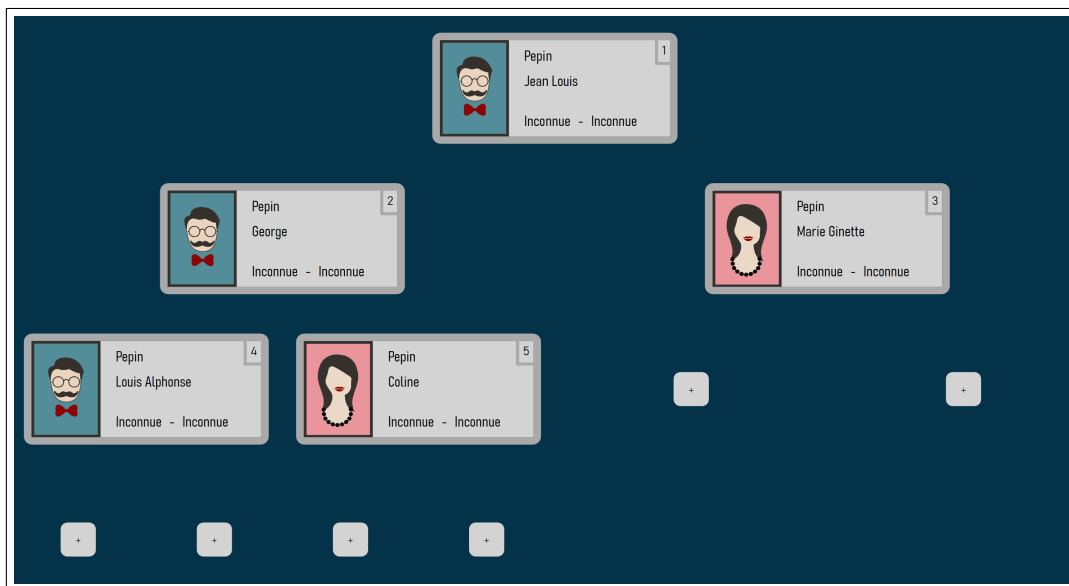 1
Pepin
Jean Louis
Inconnue - Inconnue
2
Pepin
George
Inconnue - Inconnue
3
Pepin
Marie Ginette
Inconnue - Inconnue
4
Pepin
Louis Alphonse
Inconnue - Inconnue
5
Pepin
Coline
Inconnue - Inconnue
+
+
+
+
+
+